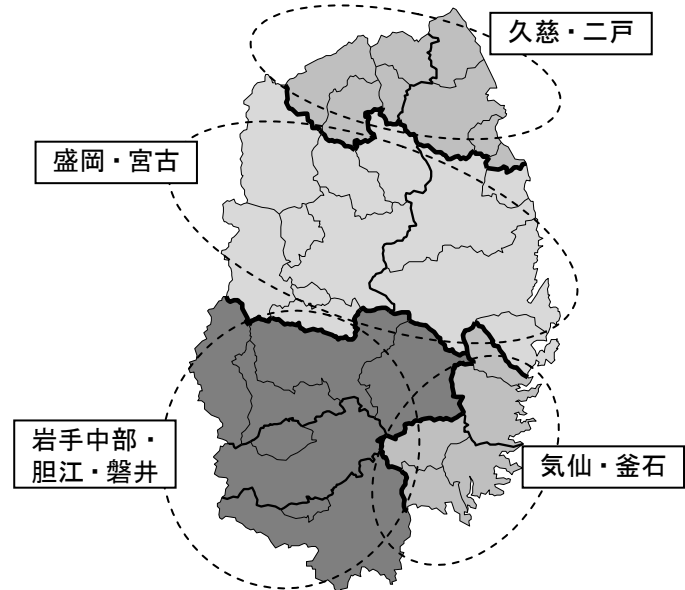 久慈・二戸
盛岡・宮古
岩手中部・
胆江・磐井
気仙・釜石